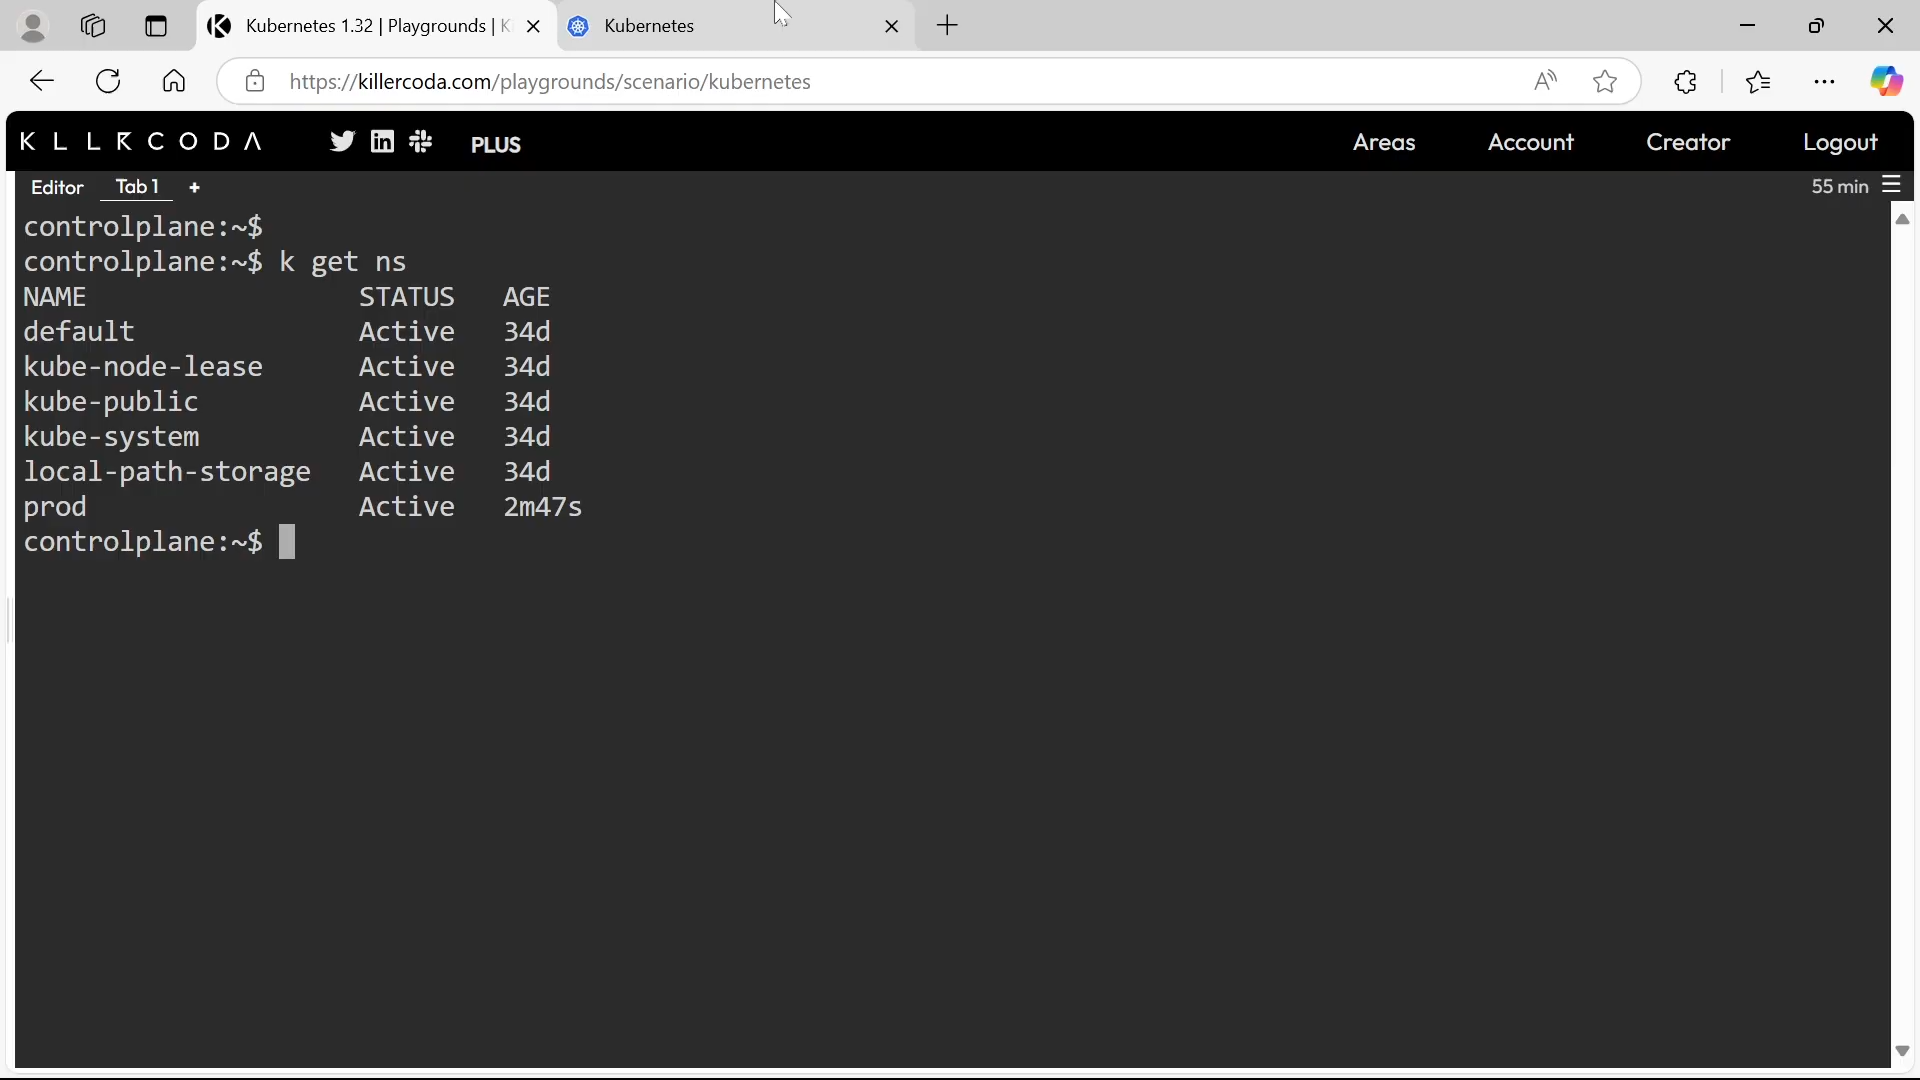 Kubernetes 1.32 | Playgrounds | K
Kubernetes
https://killercoda.com/playgrounds/scenario/kubernetes
KLLRCODA
PLUS
Areas
Account
Creator
Logout
Editor
Tab 1
+
55 min
controlplane:~$
controlplane:~$ k get ns
NAME STATUS AGE
default Active 34d
kube-node-lease Active 34d
kube-public Active 34d
kube-system Active 34d
local-path-storage Active 34d
prod Active 2m47s
controlplane:~$